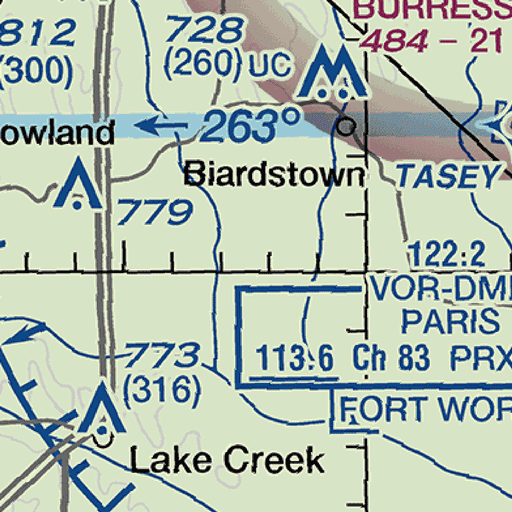 BURRESS
484 – 21
812
(300)
728
(260) UC
owland
263°
Biardstown
TASEY
779
122.2
VOR-DME
PARIS
113.6 Ch 83 PRX
773
(316)
FORT WOR
Lake Creek